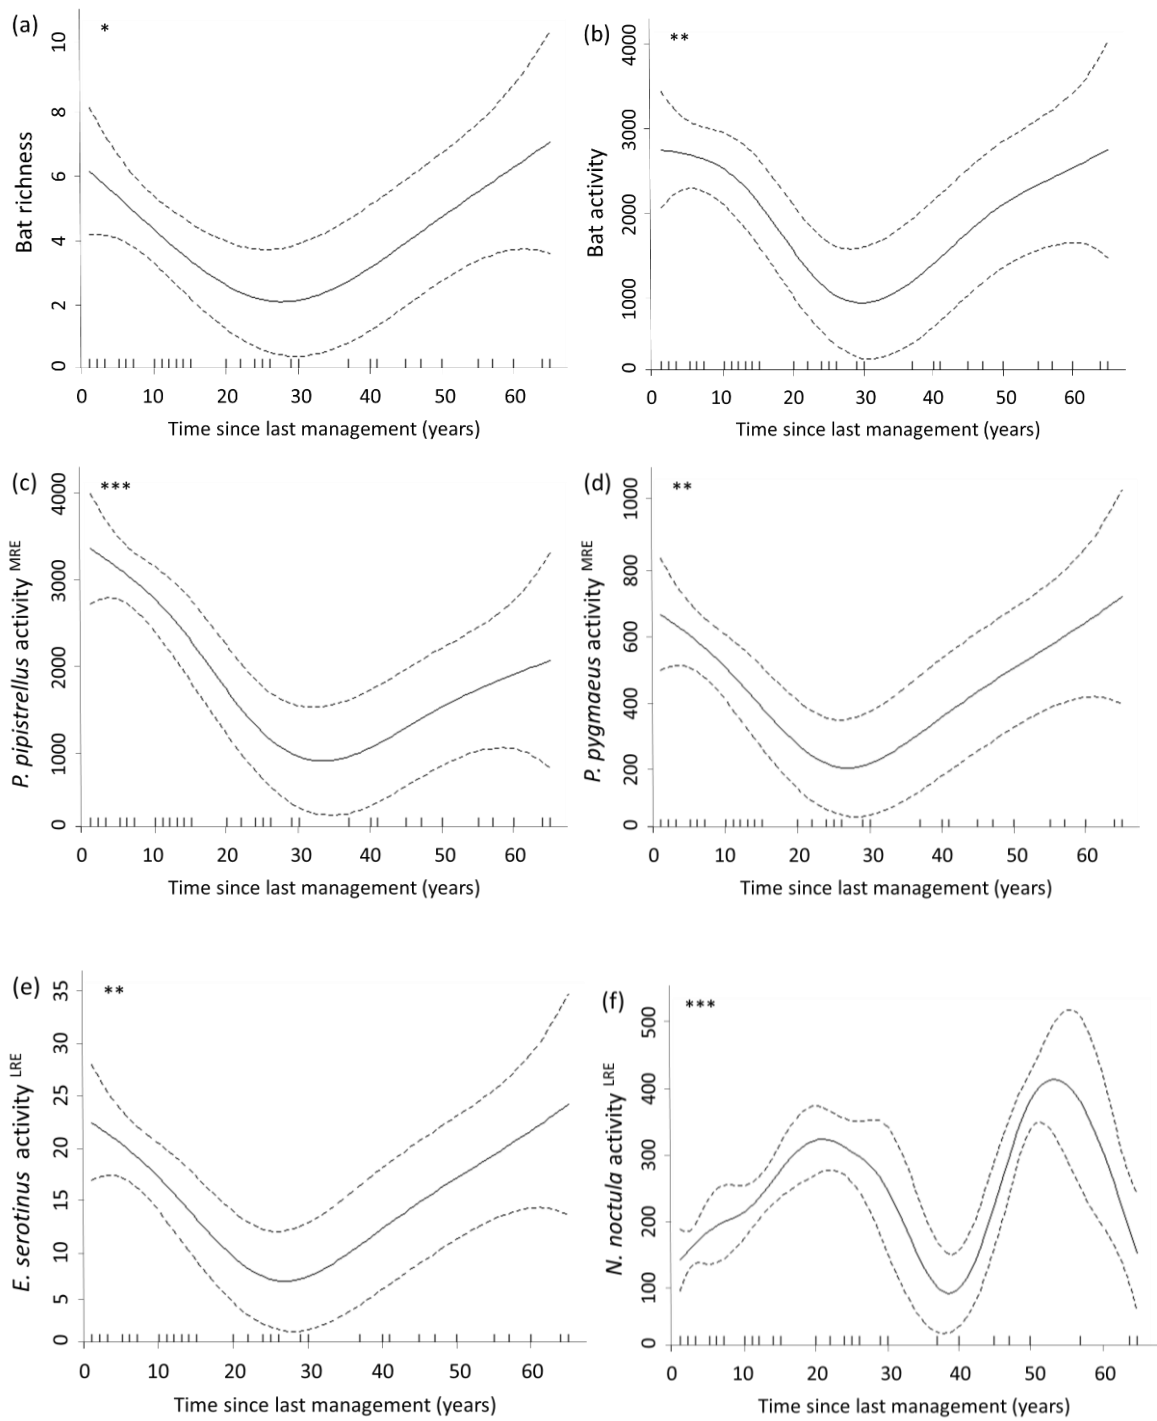 (a)
*
Bat richness
10
8
6
4
2
0
0 10 20 30 40 50 60
Time since last management (years)
(b)
**
Bat activity
4000
3000
2000
1000
0
0 10 20 30 40 50 60
Time since last management (years)
(c)
***
P. pipistrellus activity MRE
4000
3000
2000
1000
0
0 10 20 30 40 50 60
Time since last management (years)
(d)
**
P. pygmaeus activity MRE
1000
800
600
400
200
0
0 10 20 30 40 50 60
Time since last management (years)
(e)
**
E. serotinus activity LRE
35
30
25
20
15
10
5
0
0 10 20 30 40 50 60
Time since last management (years)
(f)
***
N. noctula activity LRE
500
400
300
200
100
0
0 10 20 30 40 50 60
Time since last management (years)